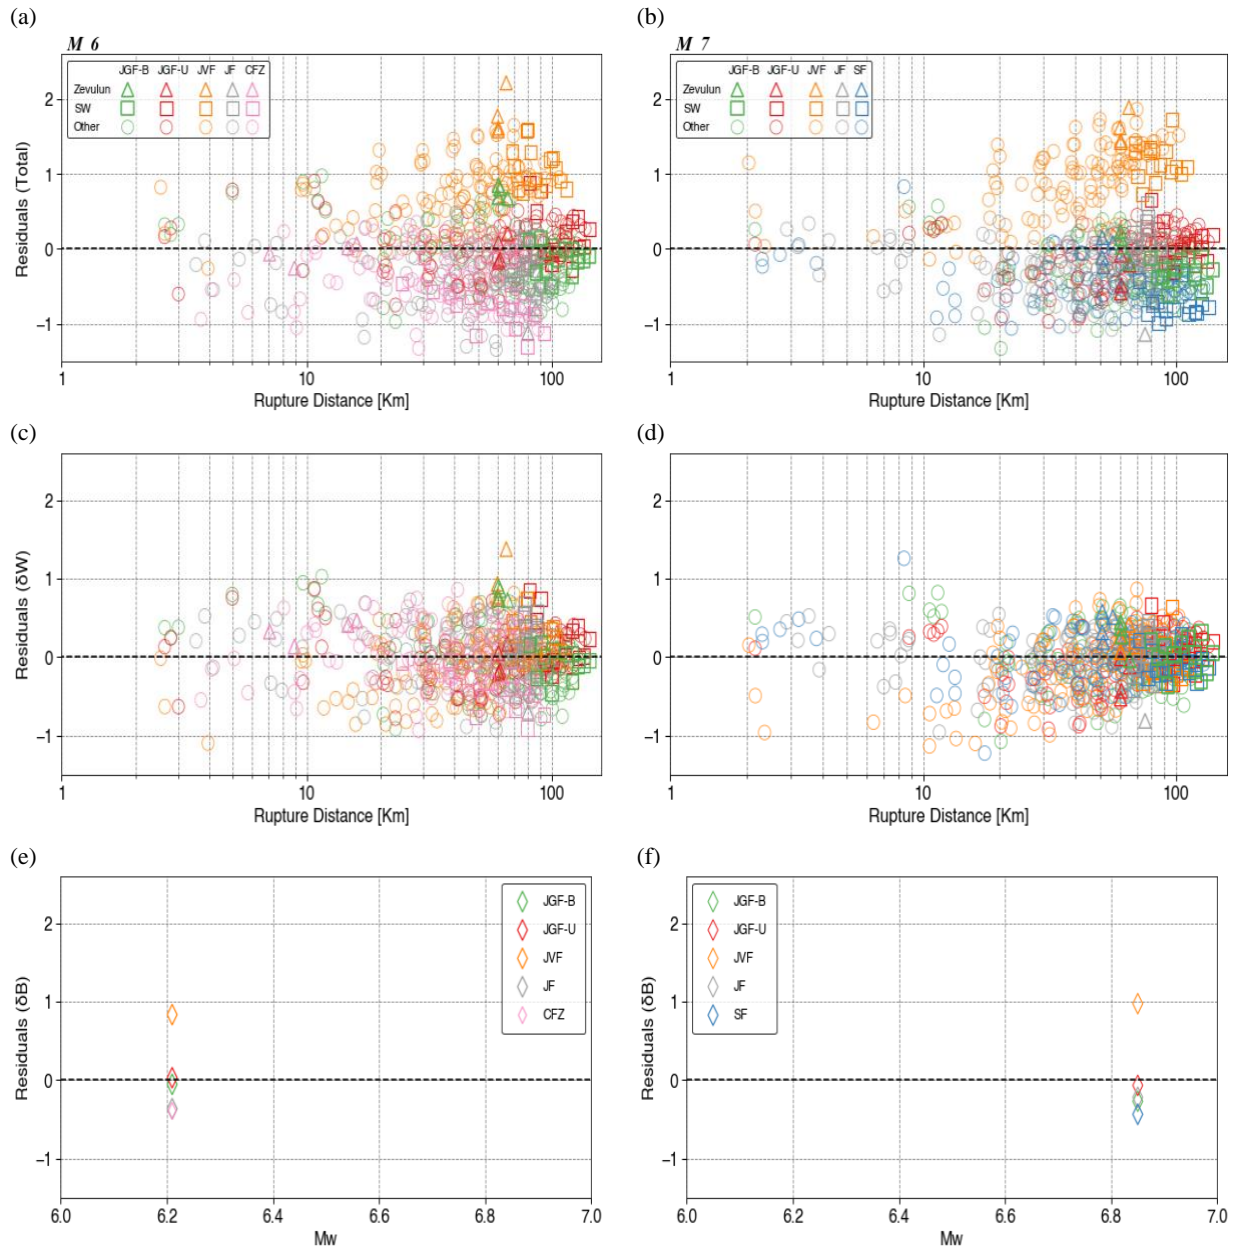 (a)
M 6
JGF-B JGF-U JVF JF CFZ
Zevulun
SW
Other
Residuals (Total)
2
1
0
−1
1 10 100
Rupture Distance [Km]
(b)
M 7
JGF-B JGF-U JVF JF SF
Zevulun
SW
Other
Residuals (Total)
2
1
0
−1
1 10 100
Rupture Distance [Km]
(c)
Residuals (δW)
2
1
0
−1
1 10 100
Rupture Distance [Km]
(d)
Residuals (δW)
2
1
0
−1
1 10 100
Rupture Distance [Km]
(e)
JGF-B
JGF-U
JVF
JF
CFZ
Residuals (δB)
2
1
0
−1
6.0 6.2 6.4 6.6 6.8 7.0
Mw
(f)
JGF-B
JGF-U
JVF
JF
SF
Residuals (δB)
2
1
0
−1
6.0 6.2 6.4 6.6 6.8 7.0
Mw